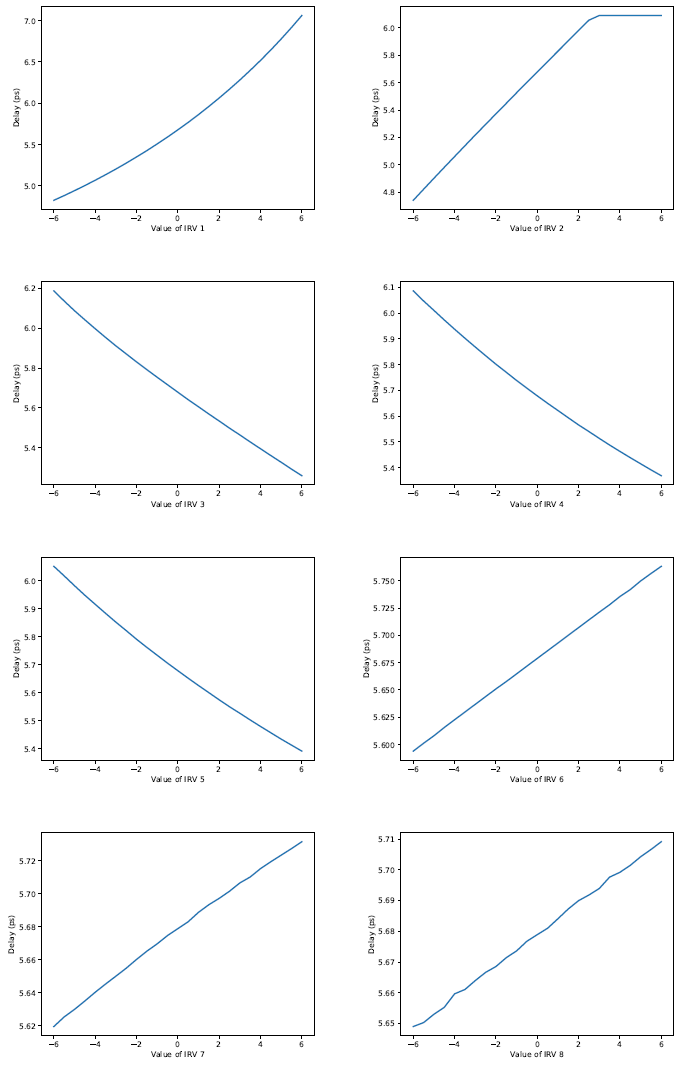 7.0
6.5
6.0
5.5
5.0
Delay (ps)
−6 −4 −2 0 2 4 6
Value of IRV 1
6.0
5.8
5.6
5.4
5.2
5.0
4.8
Delay (ps)
−6 −4 −2 0 2 4 6
Value of IRV 2
6.2
6.0
5.8
5.6
5.4
Delay (ps)
−6 −4 −2 0 2 4 6
Value of IRV 3
6.1
6.0
5.9
5.8
5.7
5.6
5.5
5.4
Delay (ps)
−6 −4 −2 0 2 4 6
Value of IRV 4
6.0
5.9
5.8
5.7
5.6
5.5
5.4
Delay (ps)
−6 −4 −2 0 2 4 6
Value of IRV 5
5.750
5.725
5.700
5.675
5.650
5.625
5.600
Delay (ps)
−6 −4 −2 0 2 4 6
Value of IRV 6
5.72
5.70
5.68
5.66
5.64
5.62
Delay (ps)
−6 −4 −2 0 2 4 6
Value of IRV 7
5.71
5.70
5.69
5.68
5.67
5.66
5.65
Delay (ps)
−6 −4 −2 0 2 4 6
Value of IRV 8